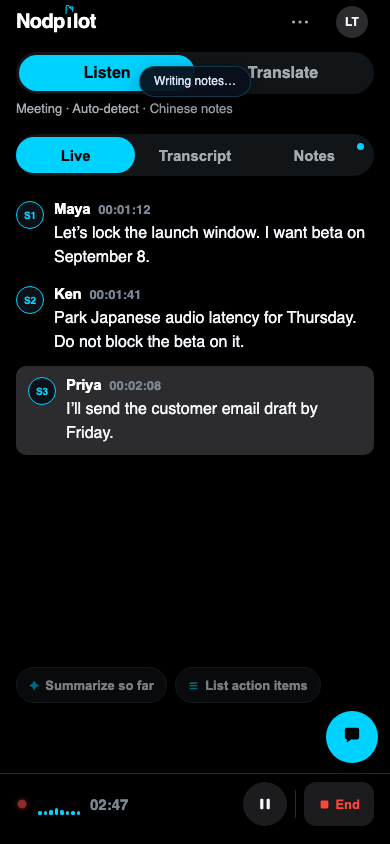 Nodpilot
LT
Listen
Translate
Writing notes…
Meeting · Auto-detect · Chinese notes
Live
Transcript
Notes
S1
Maya 00:01:12
Let’s lock the launch window. I want beta on
September 8.
S2
Ken 00:01:41
Park Japanese audio latency for Thursday.
Do not block the beta on it.
S3
Priya 00:02:08
I’ll send the customer email draft by
Friday.
Summarize so far
List action items
02:47
End